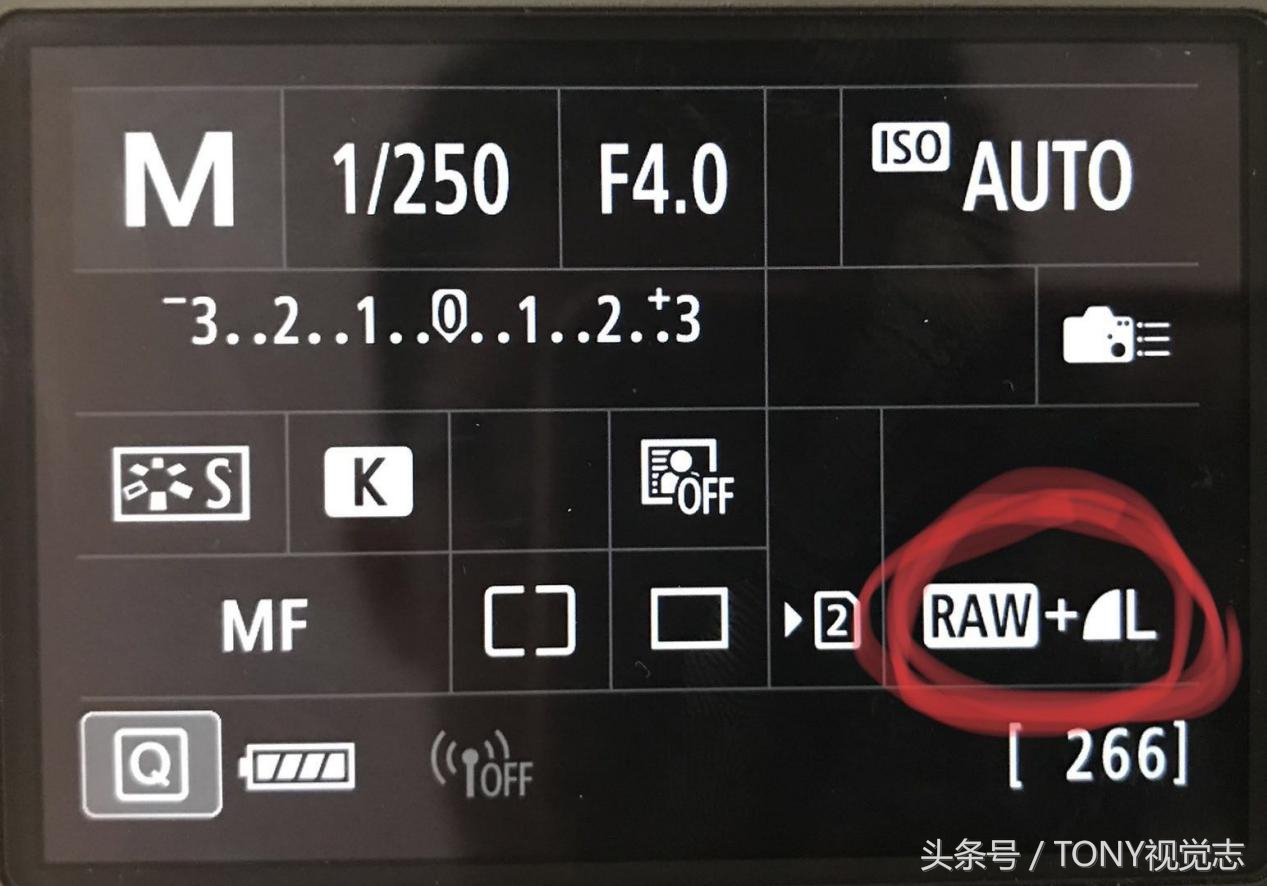 M 1/250 F4.0 ISO AUTO
-3..2..1..0..1..2..+3
S K OFF
MF 2 RAW+L
Q OFF [ 266]
头条号 / TONY视觉志